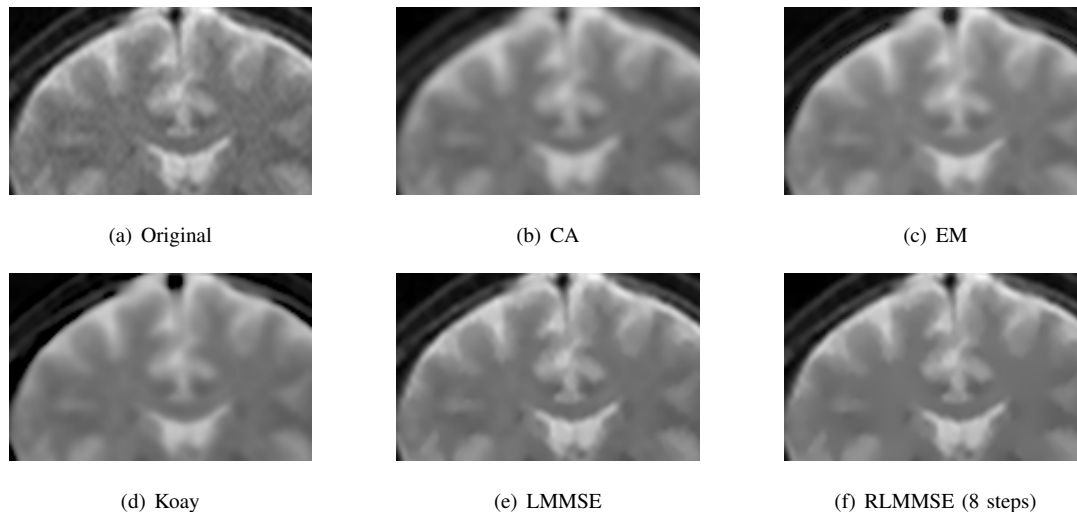 (a) Original
(b) CA
(c) EM
(d) Koay
(e) LMMSE
(f) RLMMSE (8 steps)